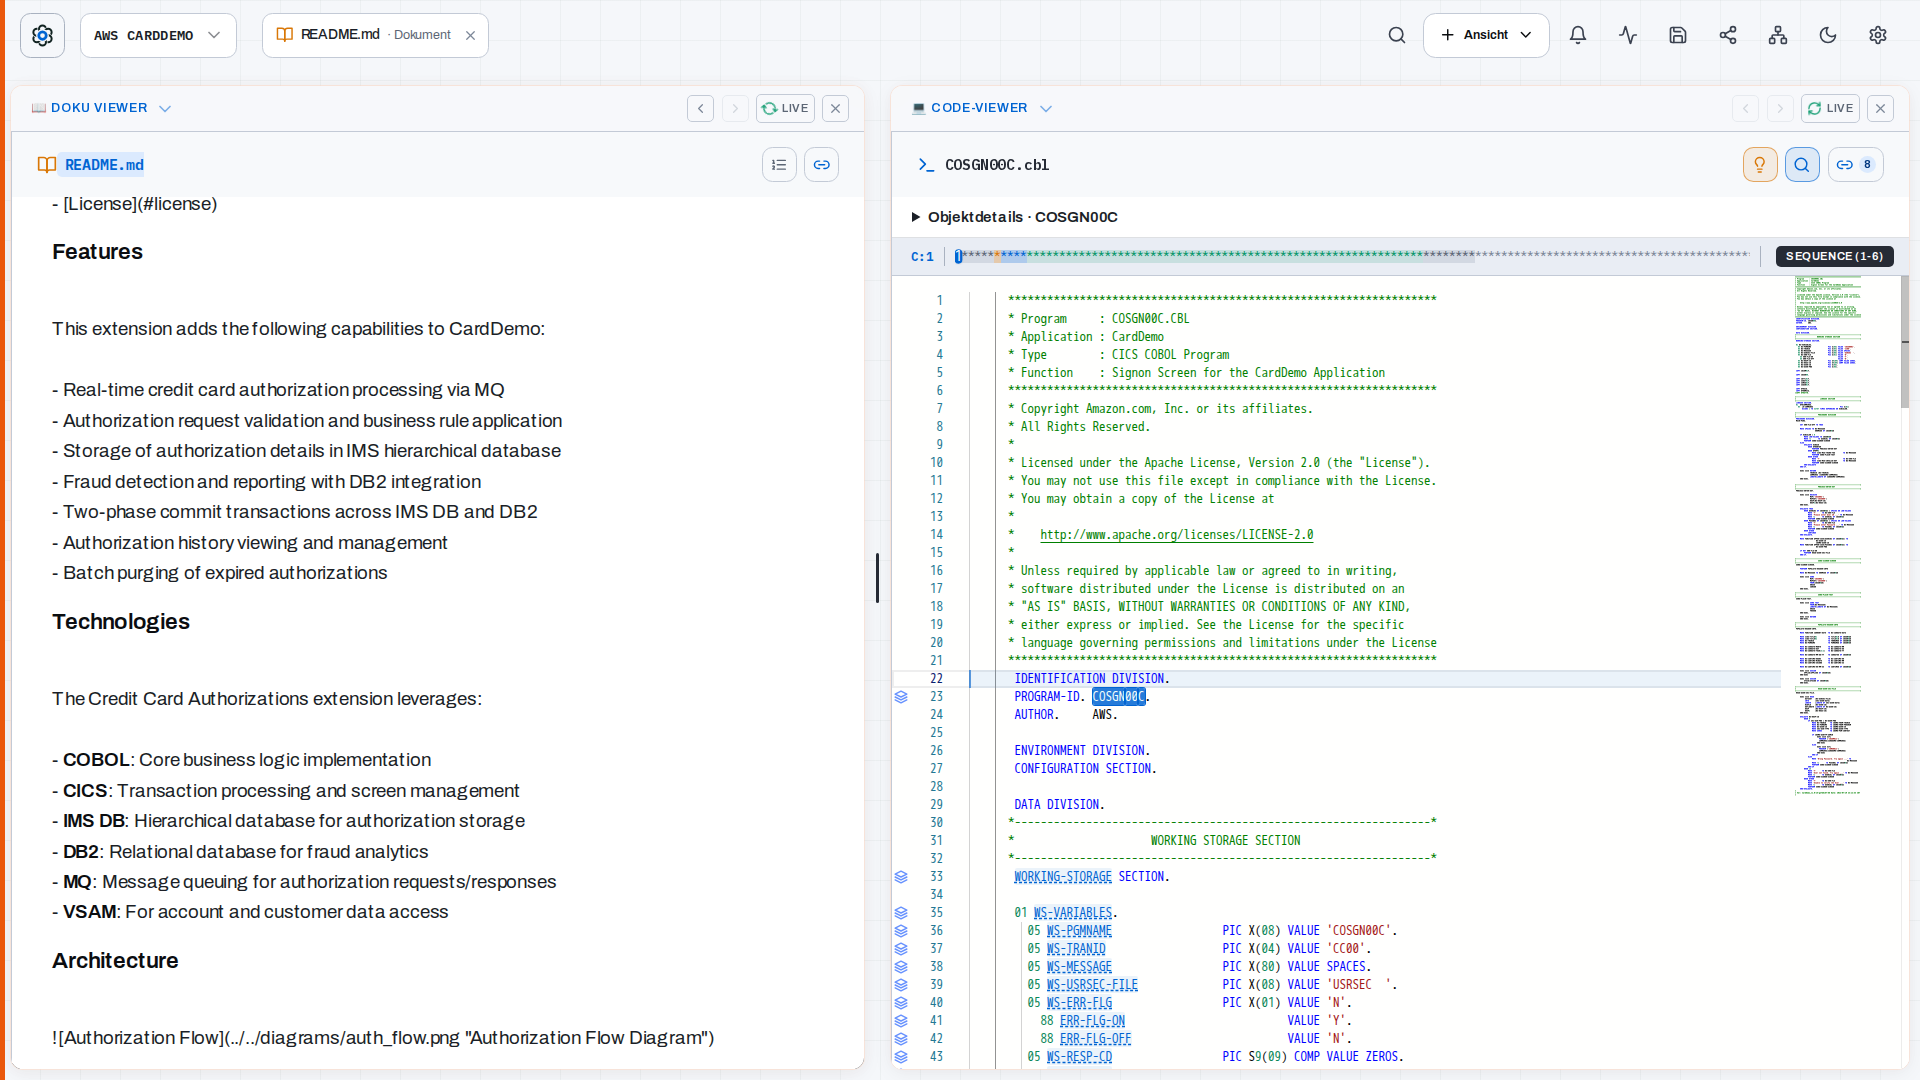 AWS CARDDEMO
README.md · Dokument
Ansicht
DOKU VIEWER
LIVE
README.md
- [License](#license)
Features
This extension adds the following capabilities to CardDemo:
- Real-time credit card authorization processing via MQ
- Authorization request validation and business rule application
- Storage of authorization details in IMS hierarchical database
- Fraud detection and reporting with DB2 integration
- Two-phase commit transactions across IMS DB and DB2
- Authorization history viewing and management
- Batch purging of expired authorizations
Technologies
The Credit Card Authorizations extension leverages:
- COBOL: Core business logic implementation
- CICS: Transaction processing and screen management
- IMS DB: Hierarchical database for authorization storage
- DB2: Relational database for fraud analytics
- MQ: Message queuing for authorization requests/responses
- VSAM: For account and customer data access
Architecture
![Authorization Flow](../../diagrams/auth_flow.png "Authorization Flow Diagram")
CODE-VIEWER
LIVE
COSGN00C.cbl
8
Objektdetails · COSGN00C
C:1
SEQUENCE (1-6)
1 ******************************************************************
2 * Program     : COSGN00C.CBL
3 * Application : CardDemo
4 * Type        : CICS COBOL Program
5 * Function    : Signon Screen for the CardDemo Application
6 ******************************************************************
7 * Copyright Amazon.com, Inc. or its affiliates.
8 * All Rights Reserved.
9 *
10 * Licensed under the Apache License, Version 2.0 (the "License").
11 * You may not use this file except in compliance with the License.
12 * You may obtain a copy of the License at
13 *
14 *    http://www.apache.org/licenses/LICENSE-2.0
15 *
16 * Unless required by applicable law or agreed to in writing,
17 * software distributed under the License is distributed on an
18 * "AS IS" BASIS, WITHOUT WARRANTIES OR CONDITIONS OF ANY KIND,
19 * either express or implied. See the License for the specific
20 * language governing permissions and limitations under the License
21 ******************************************************************
22 IDENTIFICATION DIVISION.
23 PROGRAM-ID. COSGN00C.
24 AUTHOR.     AWS.
25
26 ENVIRONMENT DIVISION.
27 CONFIGURATION SECTION.
28
29 DATA DIVISION.
30 *----------------------------------------------------------------*
31 *                     WORKING STORAGE SECTION
32 *----------------------------------------------------------------*
33 WORKING-STORAGE SECTION.
34
35 01 WS-VARIABLES.
36   05 WS-PGMNAME                 PIC X(08) VALUE 'COSGN00C'.
37   05 WS-TRANID                  PIC X(04) VALUE 'CC00'.
38   05 WS-MESSAGE                 PIC X(80) VALUE SPACES.
39   05 WS-USRSEC-FILE             PIC X(08) VALUE 'USRSEC  '.
40   05 WS-ERR-FLG                 PIC X(01) VALUE 'N'.
41     88 ERR-FLG-ON                         VALUE 'Y'.
42     88 ERR-FLG-OFF                        VALUE 'N'.
43   05 WS-RESP-CD                 PIC S9(09) COMP VALUE ZEROS.